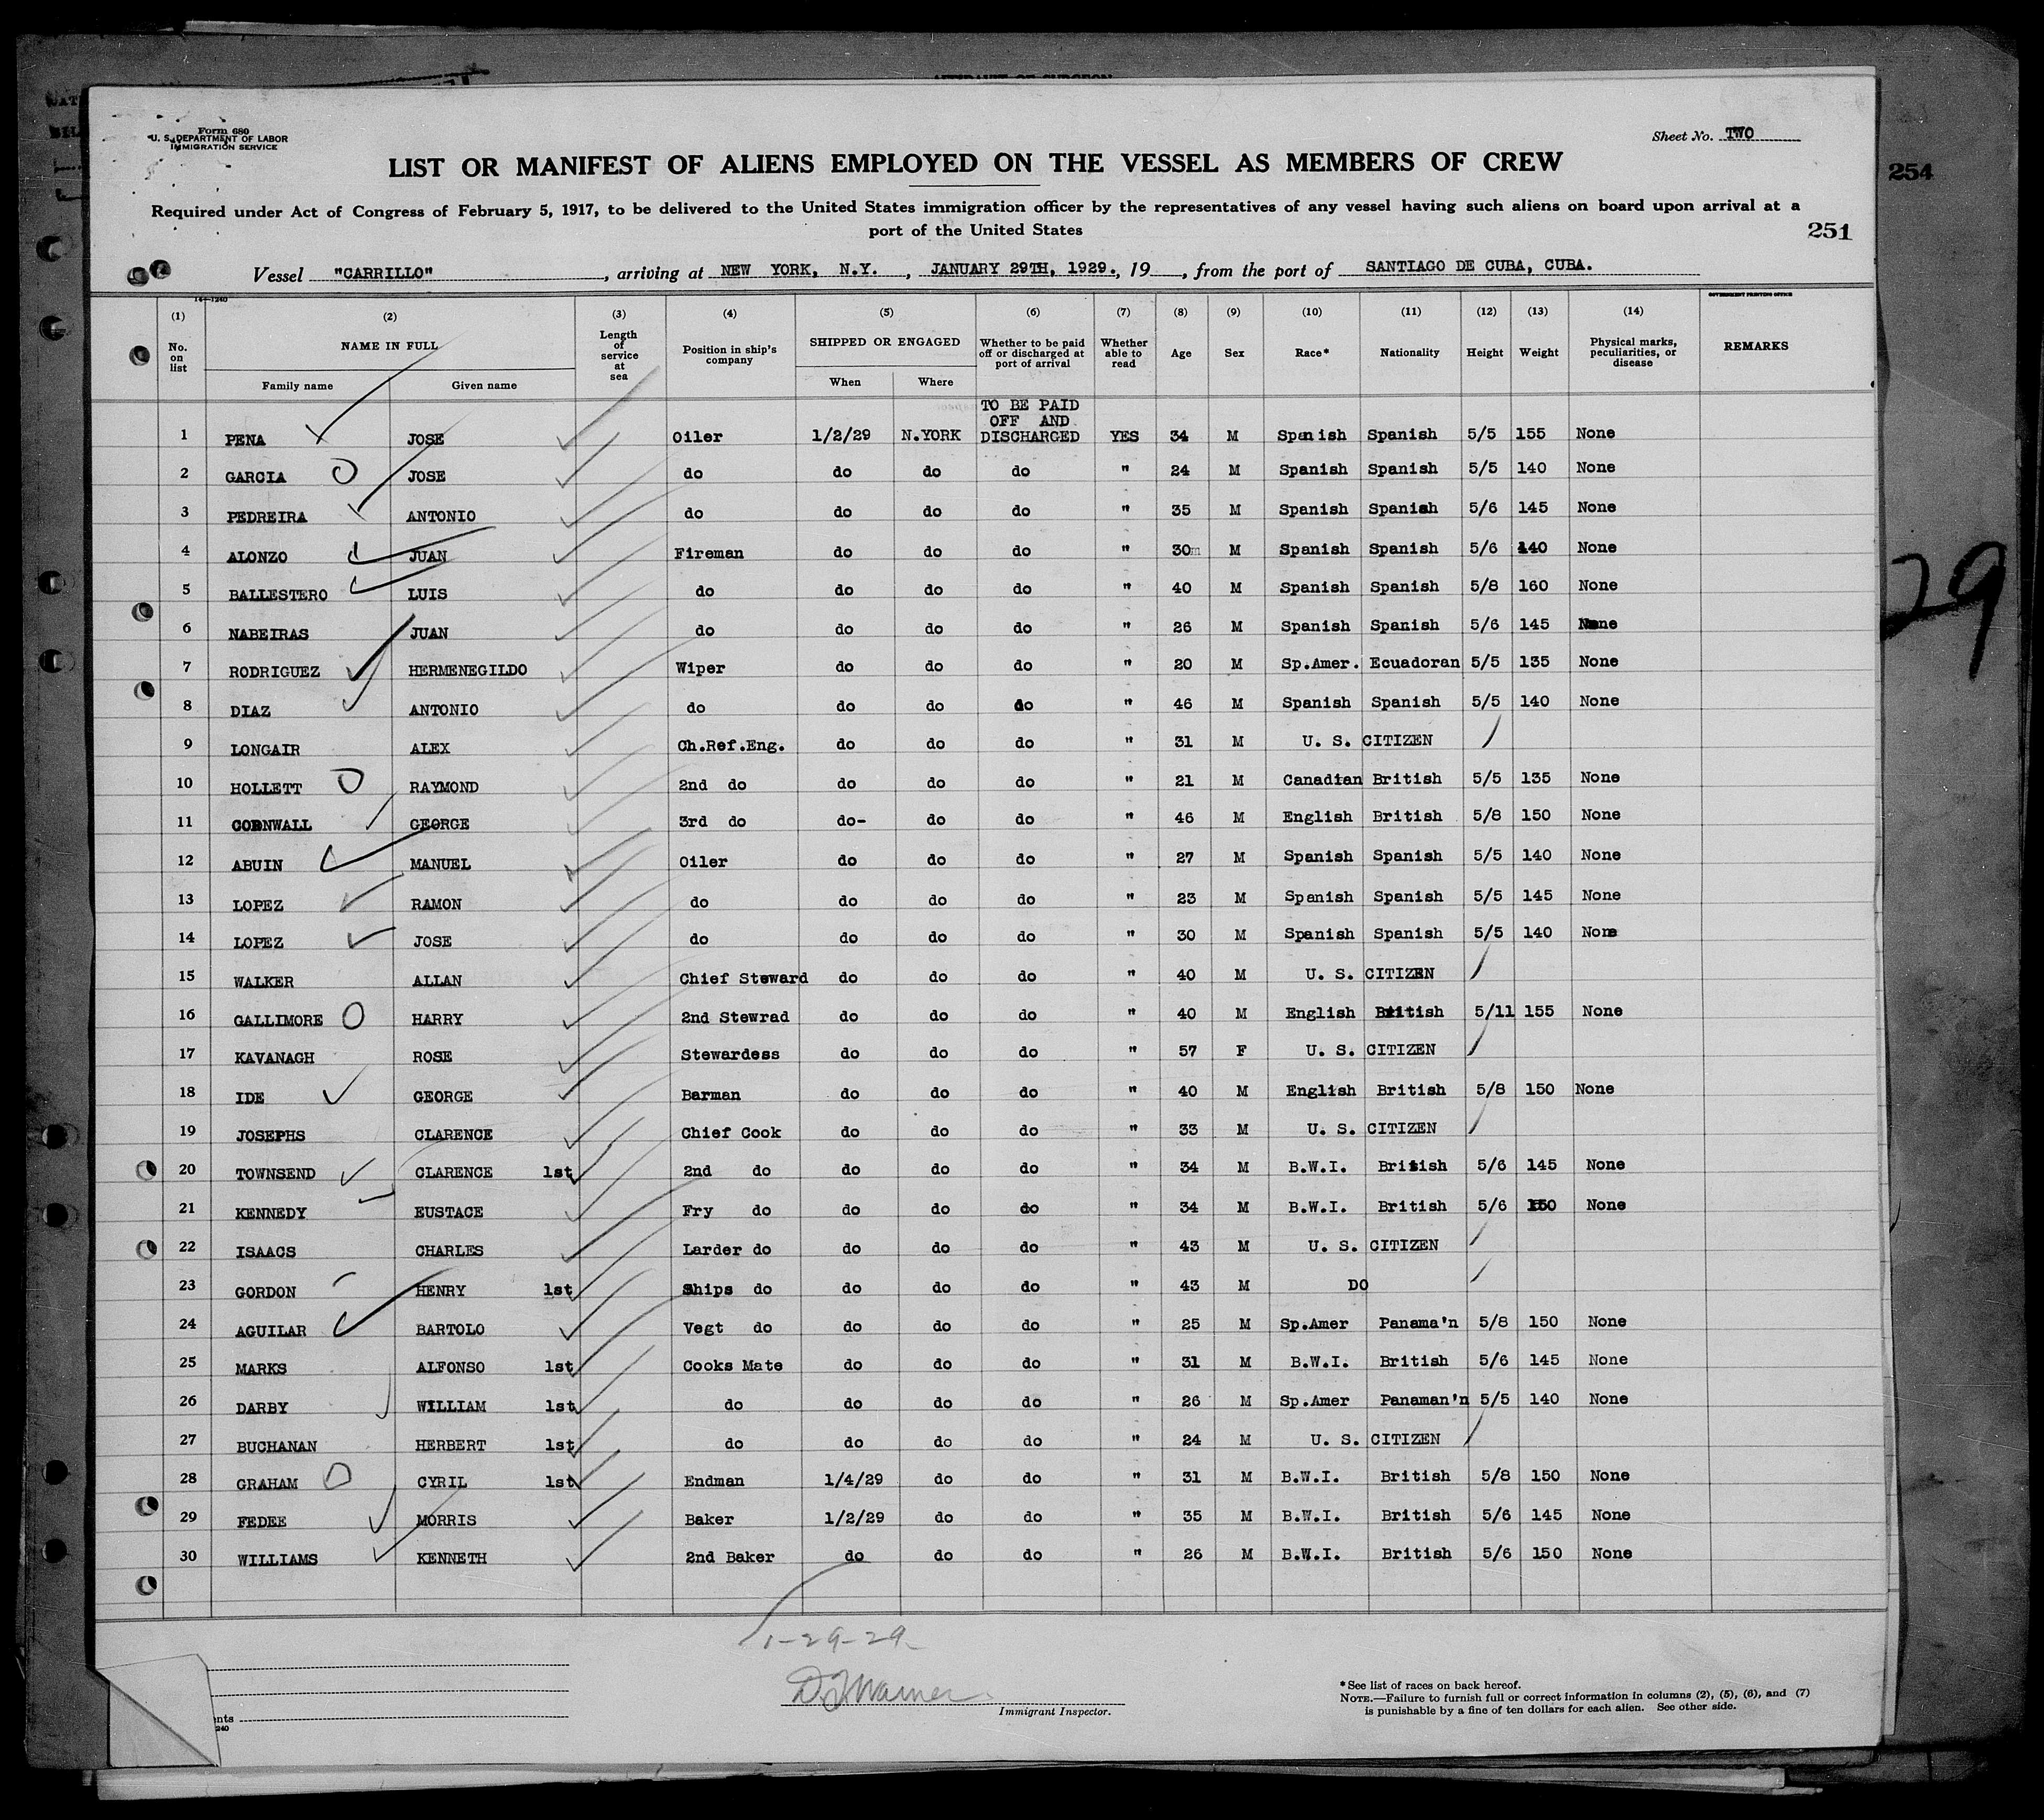 Form 680
U. S. DEPARTMENT OF LABOR
IMMIGRATION SERVICE
Sheet No. TWO
LIST OR MANIFEST OF ALIENS EMPLOYED ON THE VESSEL AS MEMBERS OF CREW
254
Required under Act of Congress of February 5, 1917, to be delivered to the United States immigration officer by the representatives of any vessel having such aliens on board upon arrival at a
port of the United States
251
Vessel "CARRILLO", arriving at NEW YORK, N.Y., JANUARY 29TH, 1929., 19, from the port of SANTIAGO DE CUBA, CUBA.
14-1240
GOVERNMENT PRINTING OFFICE
(1) (2) (3) (4) (5) (6) (7) (8) (9) (10) (11) (12) (13) (14)
No. on list NAME IN FULL Length of service at sea Position in ship's company SHIPPED OR ENGAGED Whether to be paid off or discharged at port of arrival Whether able to read Age Sex Race* Nationality Height Weight Physical marks, peculiarities, or disease REMARKS
Family name Given name When Where
TO BE PAID
OFF AND
1 PENA JOSE Oiler 1/2/29 N.YORK DISCHARGED YES 34 M Spanish Spanish 5/5 155 None
2 GARCIA JOSE do do do do " 24 M Spanish Spanish 5/5 140 None
3 PEDREIRA ANTONIO do do do do " 35 M Spanish Spanish 5/6 145 None
4 ALONZO JUAN Fireman do do do " 30 M Spanish Spanish 5/6 140 None
5 BALLESTERO LUIS do do do do " 40 M Spanish Spanish 5/8 160 None
6 NABEIRAS JUAN do do do do " 26 M Spanish Spanish 5/6 145 None
7 RODRIGUEZ HERMENEGILDO Wiper do do do " 20 M Sp.Amer. Ecuadoran 5/5 135 None
8 DIAZ ANTONIO do do do do " 46 M Spanish Spanish 5/5 140 None
9 LONGAIR ALEX Ch.Ref.Eng. do do do " 31 M U. S. CITIZEN
10 HOLLETT RAYMOND 2nd do do do do " 21 M Canadian British 5/5 135 None
11 CORNWALL GEORGE 3rd do do- do do " 46 M English British 5/8 150 None
12 ABUIN MANUEL Oiler do do do " 27 M Spanish Spanish 5/5 140 None
13 LOPEZ RAMON do do do do " 23 M Spanish Spanish 5/5 145 None
14 LOPEZ JOSE do do do do " 30 M Spanish Spanish 5/5 140 None
15 WALKER ALLAN Chief Steward do do do " 40 M U. S. CITIZEN
16 GALLIMORE HARRY 2nd Stewrad do do do " 40 M English British 5/11 155 None
17 KAVANAGH ROSE Stewardess do do do " 57 F U. S. CITIZEN
18 IDE GEORGE Barman do do do " 40 M English British 5/8 150 None
19 JOSEPHS CLARENCE Chief Cook do do do " 33 M U. S. CITIZEN
20 TOWNSEND CLARENCE 1st 2nd do do do do " 34 M B.W.I. British 5/6 145 None
21 KENNEDY EUSTACE Fry do do do do " 34 M B.W.I. British 5/6 150 None
22 ISAACS CHARLES Larder do do do do " 43 M U. S. CITIZEN
23 GORDON HENRY 1st Ships do do do do " 43 M DO
24 AGUILAR BARTOLO Vegt do do do do " 25 M Sp.Amer Panama'n 5/8 150 None
25 MARKS ALFONSO 1st Cooks Mate do do do " 31 M B.W.I. British 5/6 145 None
26 DARBY WILLIAM 1st do do do do " 26 M Sp.Amer Panaman'n 5/5 140 None
27 BUCHANAN HERBERT 1st do do do do " 24 M U. S. CITIZEN
28 GRAHAM CYRIL 1st Endman 1/4/29 do do " 31 M B.W.I. British 5/8 150 None
29 FEDEE MORRIS Baker 1/2/29 do do " 35 M B.W.I. British 5/6 145 None
30 WILLIAMS KENNETH 2nd Baker do do do " 26 M B.W.I. British 5/6 150 None
29
1-29-29
Immigrant Inspector.
*See list of races on back hereof.
NOTE.—Failure to furnish full or correct information in columns (2), (5), (6), and (7)
is punishable by a fine of ten dollars for each alien. See other side.